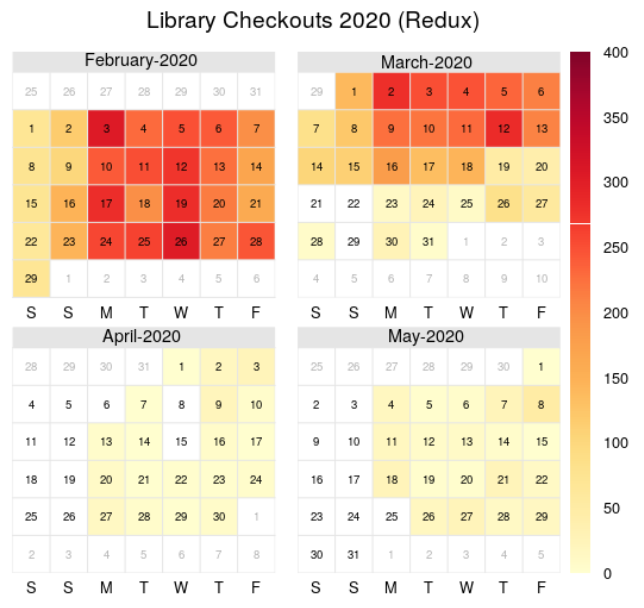 Library Checkouts 2020 (Redux)
February-2020
25 26 27 28 29 30 31
1 2 3 4 5 6 7
8 9 10 11 12 13 14
15 16 17 18 19 20 21
22 23 24 25 26 27 28
29 1 2 3 4 5 6
S S M T W T F
March-2020
29 1 2 3 4 5 6
7 8 9 10 11 12 13
14 15 16 17 18 19 20
21 22 23 24 25 26 27
28 29 30 31 1 2 3
4 5 6 7 8 9 10
S S M T W T F
April-2020
28 29 30 31 1 2 3
4 5 6 7 8 9 10
11 12 13 14 15 16 17
18 19 20 21 22 23 24
25 26 27 28 29 30 1
2 3 4 5 6 7 8
S S M T W T F
May-2020
25 26 27 28 29 30 1
2 3 4 5 6 7 8
9 10 11 12 13 14 15
16 17 18 19 20 21 22
23 24 25 26 27 28 29
30 31 1 2 3 4 5
S S M T W T F
400
350
300
250
200
150
100
50
0